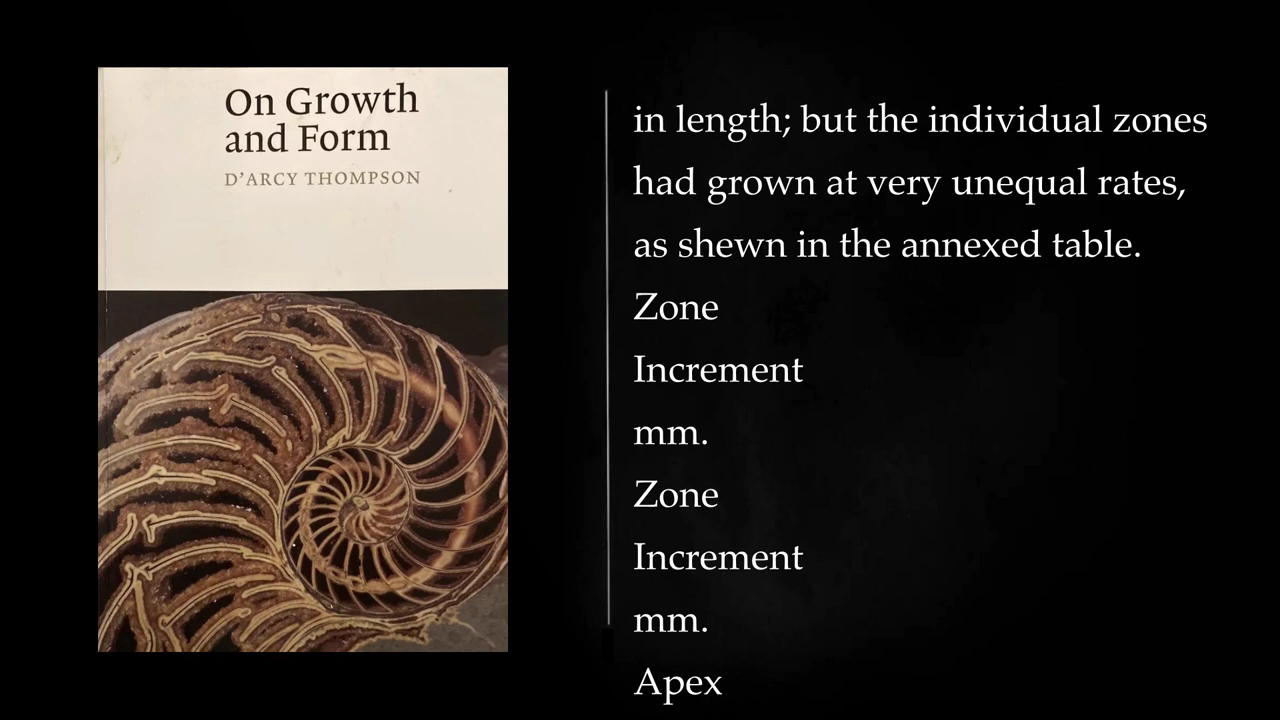 On Growth
and Form
D'ARCY THOMPSON
in length; but the individual zones
had grown at very unequal rates,
as shewn in the annexed table.
Zone
Increment
mm.
Zone
Increment
mm.
Apex